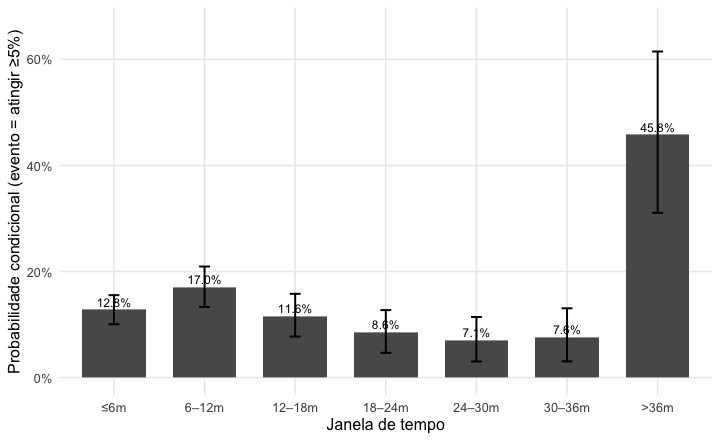 Probabilidade condicional (evento = atingir ≥5%)
60%
40%
20%
0%
12.8%
17.0%
11.6%
8.6%
7.1%
7.6%
45.8%
≤6m
6–12m
12–18m
18–24m
24–30m
30–36m
>36m
Janela de tempo